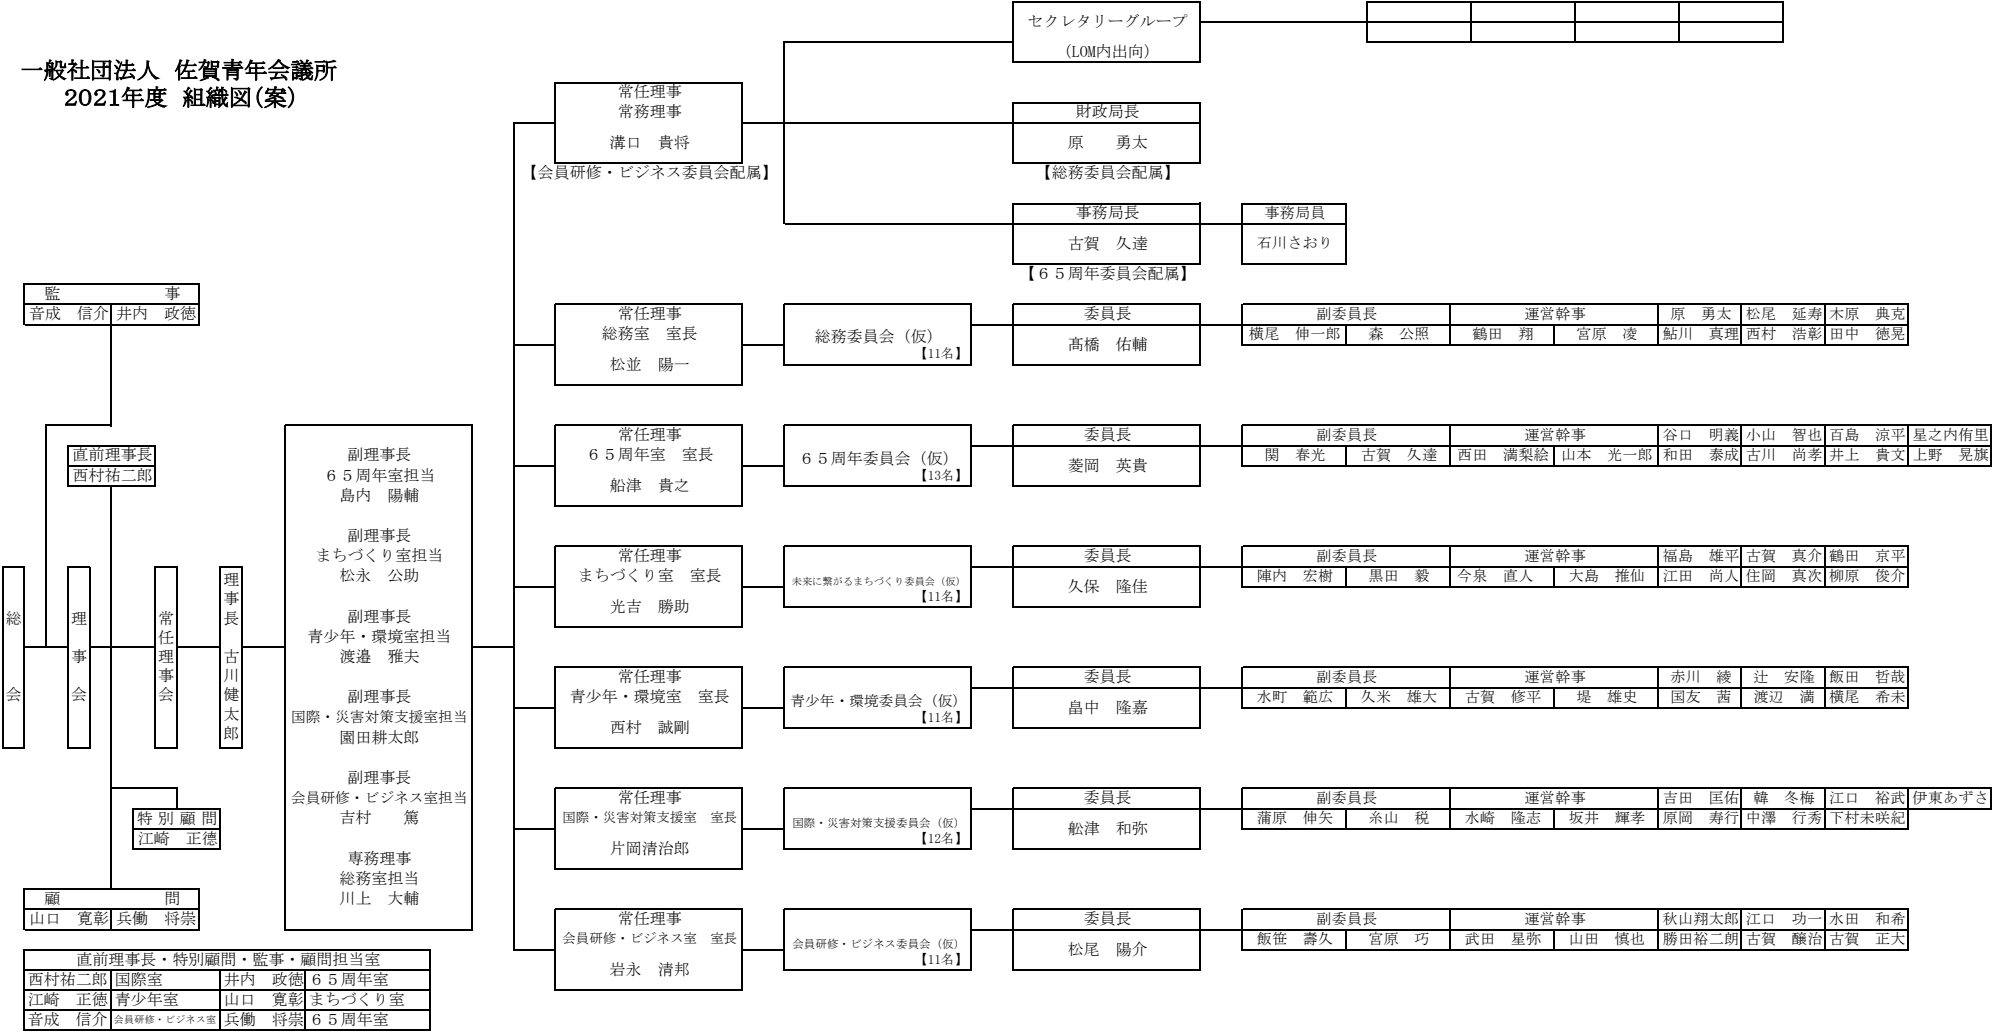 一般社団法人　佐賀青年会議所
2021年度　組織図(案)
セクレタリーグループ
(LOM内出向)
常任理事
常務理事
溝口　貴将
【会員研修・ビジネス委員会配属】
財政局長
原　　勇太
【総務委員会配属】
事務局長
古賀　久達
【６５周年委員会配属】
事務局員
石川さおり
監　　　　　　事
音成　信介　井内　政徳
直前理事長
西村祐二郎
総　会
理　事　会
常任理事会
理事長　古川健太郎
特別顧問
江崎　正徳
顧　　　　　　問
山口　寛彰　兵働　将崇
副理事長
６５周年室担当
島内　陽輔
副理事長
まちづくり室担当
松永　公助
副理事長
青少年・環境室担当
渡邉　雅夫
副理事長
国際・災害対策支援室担当
園田耕太郎
副理事長
会員研修・ビジネス室担当
吉村　　篤
専務理事
総務室担当
川上　大輔
常任理事
総務室　室長
松並　陽一
総務委員会（仮）
【11名】
委員長
髙橋　佑輔
副委員長　運営幹事　原　勇太　松尾　延寿　木原　典克
横尾　伸一郎　森　公照　鶴田　翔　宮原　凌　鮎川　真理　西村　浩彰　田中　徳晃
常任理事
６５周年室　室長
船津　貴之
６５周年委員会（仮）
【13名】
委員長
菱岡　英貴
副委員長　運営幹事　谷口　明義　小山　智也　百島　涼平　星之内侑里
関　春光　古賀　久達　西田　満梨絵　山本　光一郎　和田　泰成　古川　尚孝　井上　貴文　上野　晃旗
常任理事
まちづくり室　室長
光吉　勝助
未来に繋がるまちづくり委員会（仮）
【11名】
委員長
久保　隆佳
副委員長　運営幹事　福島　雄平　古賀　真介　鶴田　京平
陣内　宏樹　黒田　毅　今泉　直人　大島　推仙　江田　尚人　住岡　真次　柳原　俊介
常任理事
青少年・環境室　室長
西村　誠剛
青少年・環境委員会（仮）
【11名】
委員長
畠中　隆嘉
副委員長　運営幹事　赤川　綾　辻　安隆　飯田　哲哉
水町　範広　久米　雄大　古賀　修平　堤　雄史　国友　茜　渡辺　満　横尾　希未
常任理事
国際・災害対策支援室　室長
片岡清治郎
国際・災害対策支援委員会（仮）
【12名】
委員長
舩津　和弥
副委員長　運営幹事　吉田　匡佑　韓　冬梅　江口　裕武　伊東あずさ
蒲原　伸矢　糸山　税　水崎　隆志　坂井　輝孝　原岡　寿行　中澤　行秀　下村未咲紀
常任理事
会員研修・ビジネス室　室長
岩永　清邦
会員研修・ビジネス委員会（仮）
【11名】
委員長
松尾　陽介
副委員長　運営幹事　秋山翔太郎　江口　功一　水田　和希
飯笹　壽久　宮原　巧　武田　星弥　山田　慎也　勝田裕二朗　古賀　醸治　古賀　正大
直前理事長・特別顧問・監事・顧問担当室
西村祐二郎　国際室　井内　政徳　６５周年室
江崎　正徳　青少年室　山口　寛彰　まちづくり室
音成　信介　会員研修・ビジネス室　兵働　将崇　６５周年室